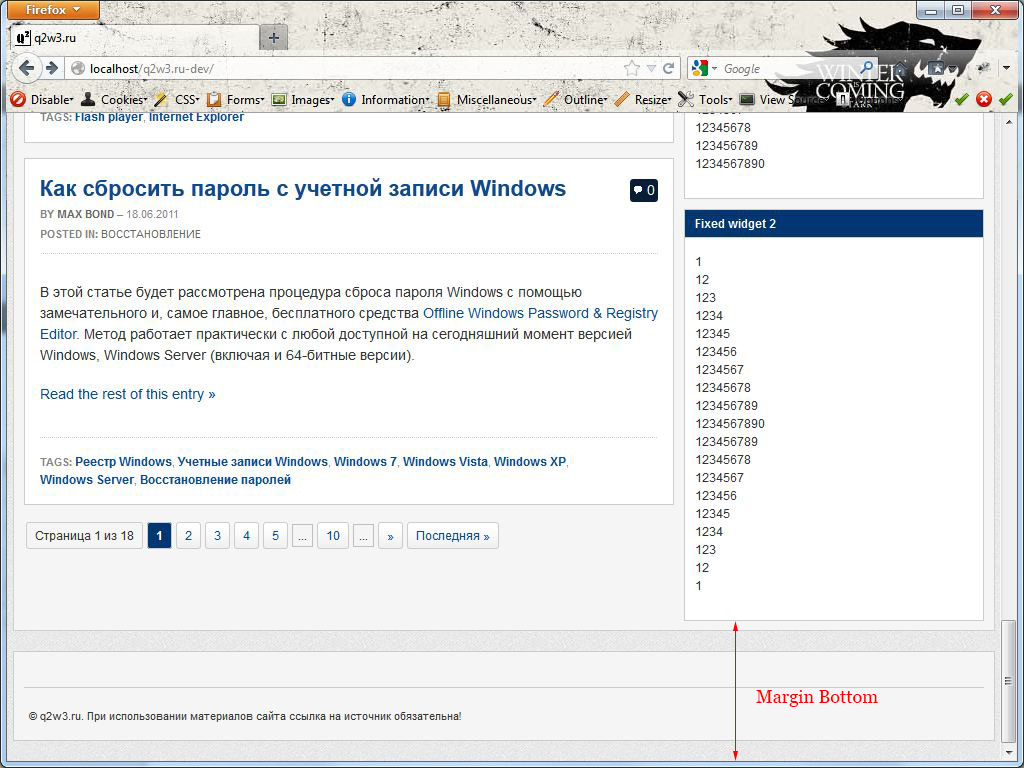 Firefox
q2w3.ru
localhost/q2w3.ru-dev/
Google
WINTER
COMING
STARK
Disable Cookies CSS Forms Images Information Miscellaneous Outline Resize Tools View Source Options
TAGS: Flash player, Internet Explorer
Как сбросить пароль с учетной записи Windows
0
BY MAX BOND – 18.06.2011
POSTED IN: ВОССТАНОВЛЕНИЕ
В этой статье будет рассмотрена процедура сброса пароля Windows с помощью
замечательного и, самое главное, бесплатного средства Offline Windows Password & Registry
Editor. Метод работает практически с любой доступной на сегодняшний момент версией
Windows, Windows Server (включая и 64-битные версии).
Read the rest of this entry »
TAGS: Реестр Windows, Учетные записи Windows, Windows 7, Windows Vista, Windows XP,
Windows Server, Восстановление паролей
Страница 1 из 18 1 2 3 4 5 ... 10 ... » Последняя »
12345678
123456789
1234567890
Fixed widget 2
1
12
123
1234
12345
123456
1234567
12345678
123456789
1234567890
123456789
12345678
1234567
123456
12345
1234
123
12
1
Margin Bottom
© q2w3.ru. При использовании материалов сайта ссылка на источник обязательна!